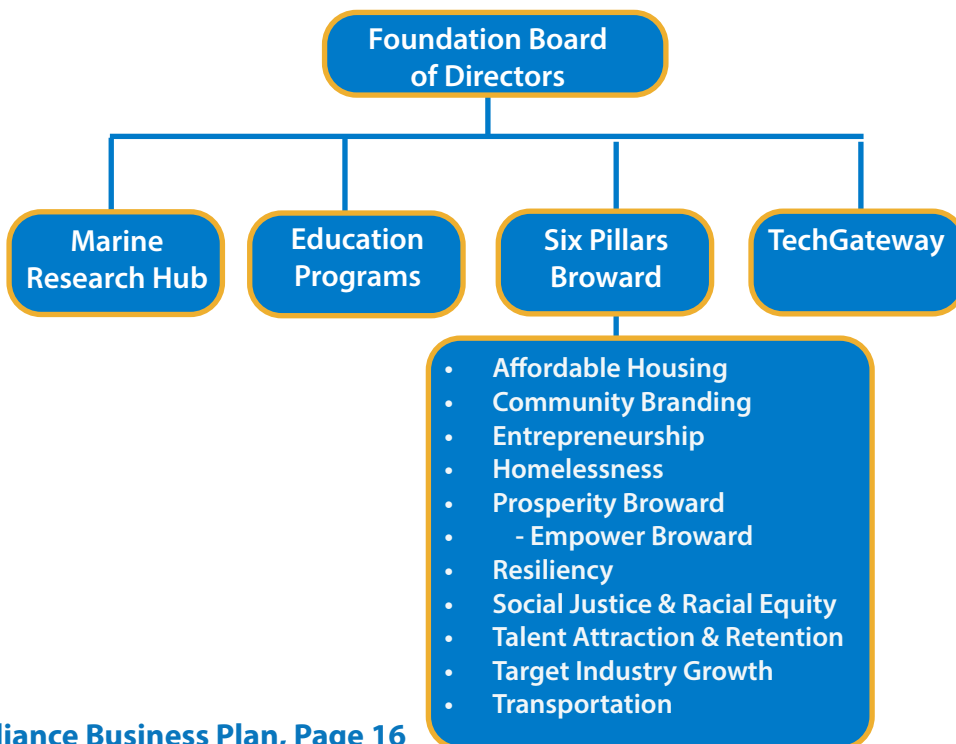 Foundation Board
of Directors
Marine
Research Hub
Education
Programs
Six Pillars
Broward
TechGateway
• Affordable Housing
• Community Branding
• Entrepreneurship
• Homelessness
• Prosperity Broward
• - Empower Broward
• Resiliency
• Social Justice & Racial Equity
• Talent Attraction & Retention
• Target Industry Growth
• Transportation
Business Plan, Page 16